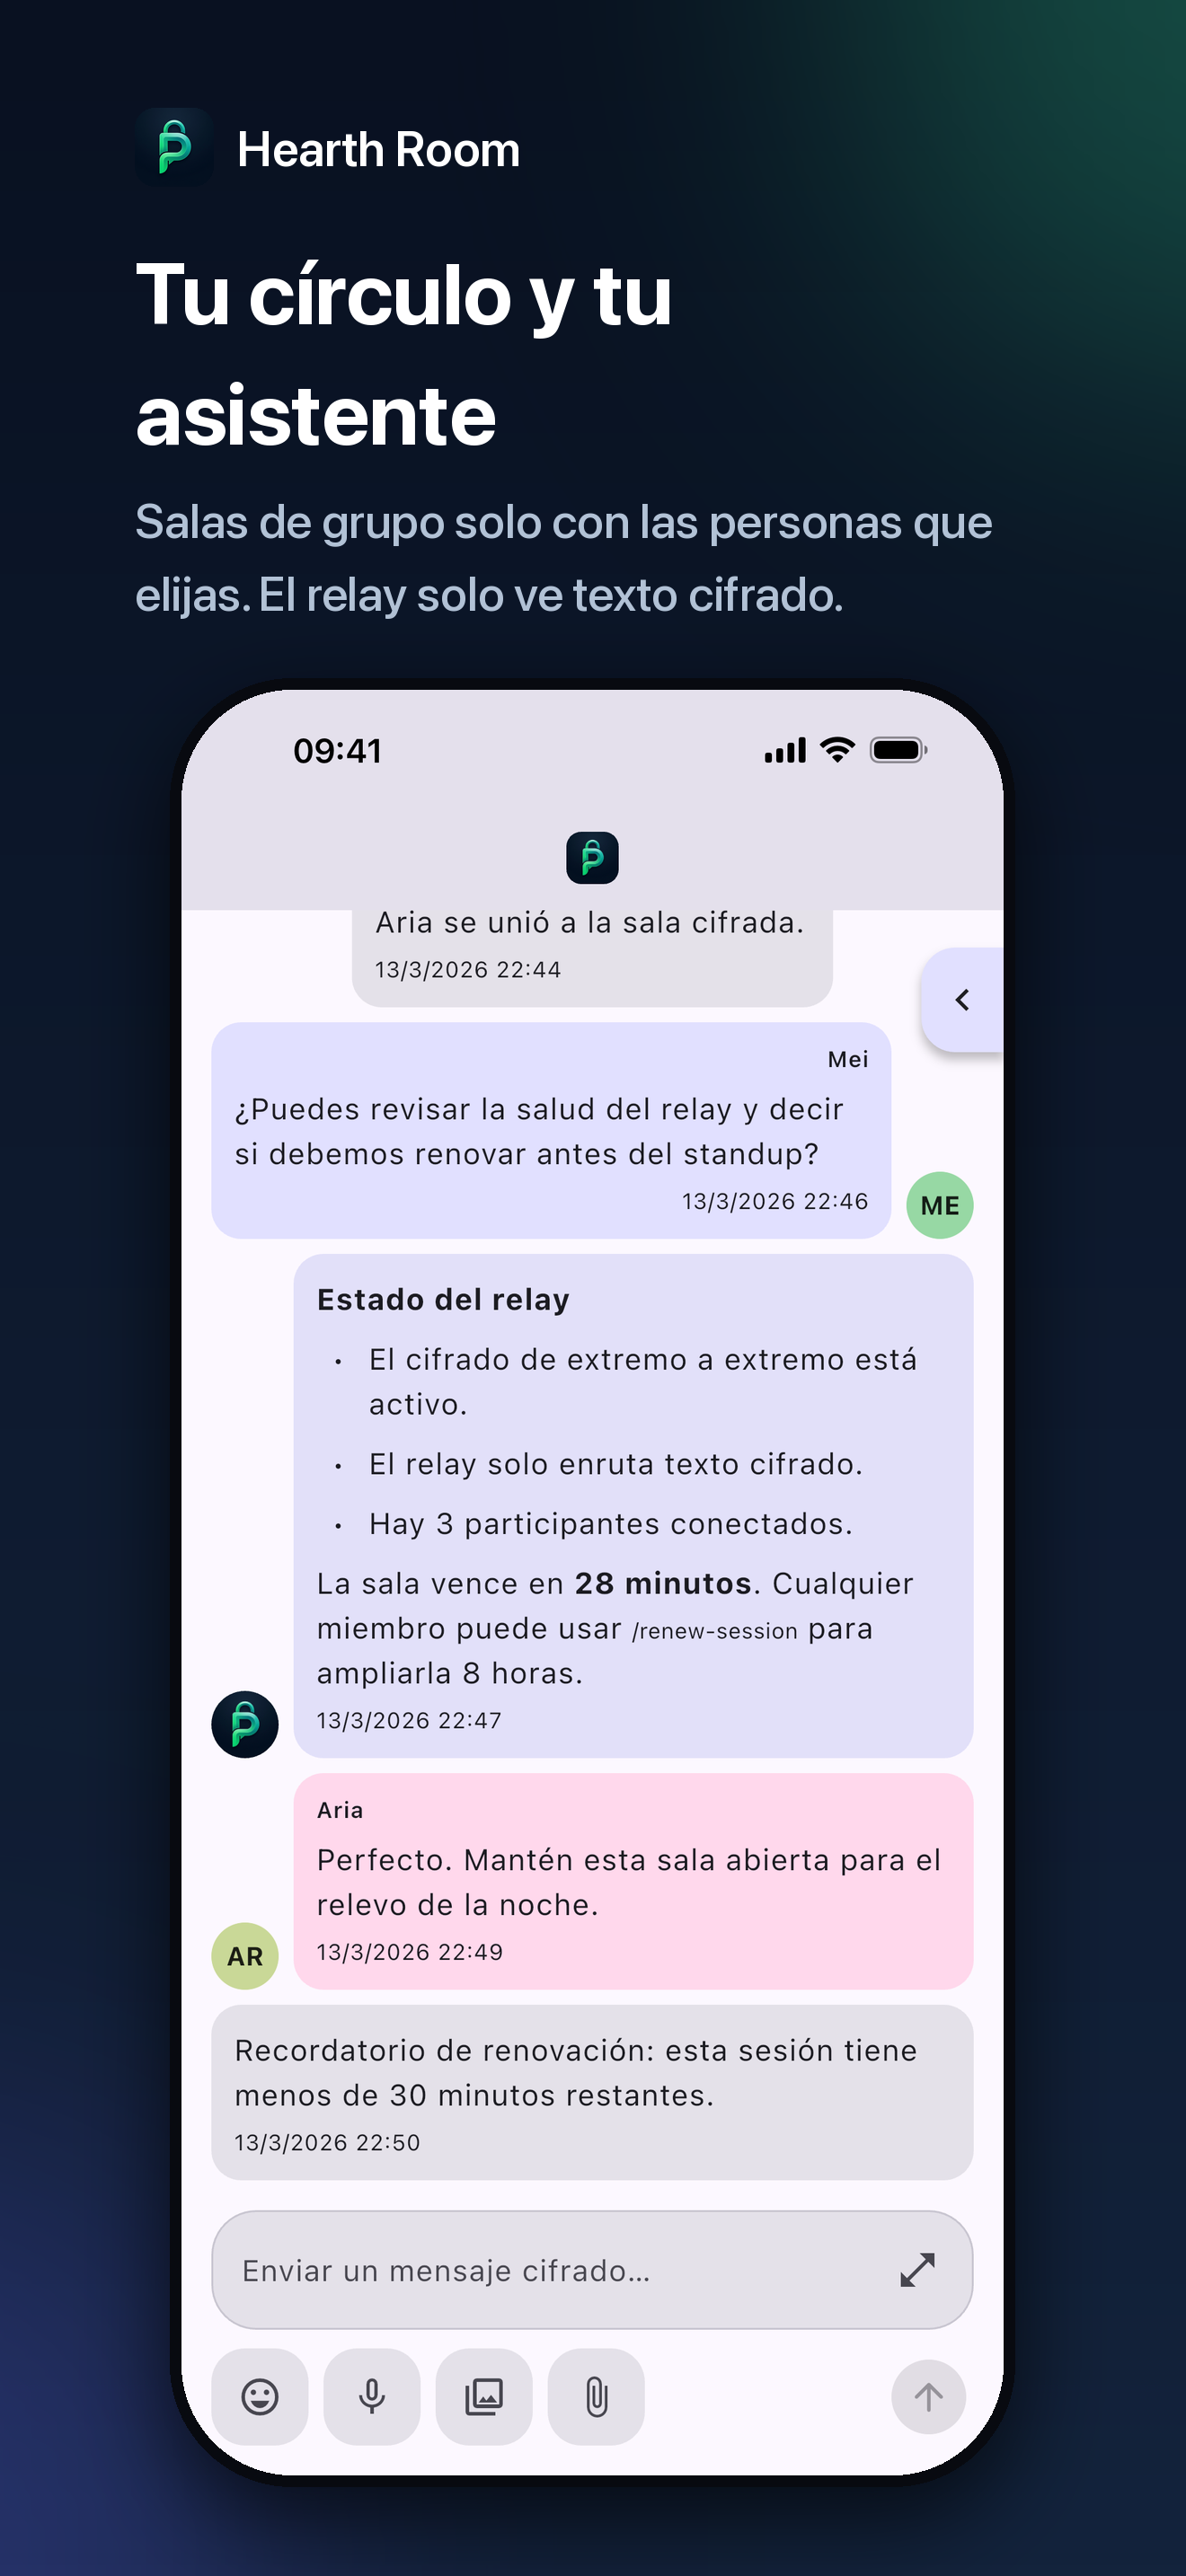 Hearth Room
Tu círculo y tu
asistente
Salas de grupo solo con las personas que
elijas. El relay solo ve texto cifrado.
09:41
Aria se unió a la sala cifrada.
13/3/2026 22:44
Mei
¿Puedes revisar la salud del relay y decir
si debemos renovar antes del standup?
13/3/2026 22:46
ME
Estado del relay
• El cifrado de extremo a extremo está
activo.
• El relay solo enruta texto cifrado.
• Hay 3 participantes conectados.
La sala vence en 28 minutos. Cualquier
miembro puede usar /renew-session para
ampliarla 8 horas.
13/3/2026 22:47
Aria
Perfecto. Mantén esta sala abierta para el
relevo de la noche.
13/3/2026 22:49
AR
Recordatorio de renovación: esta sesión tiene
menos de 30 minutos restantes.
13/3/2026 22:50
Enviar un mensaje cifrado...